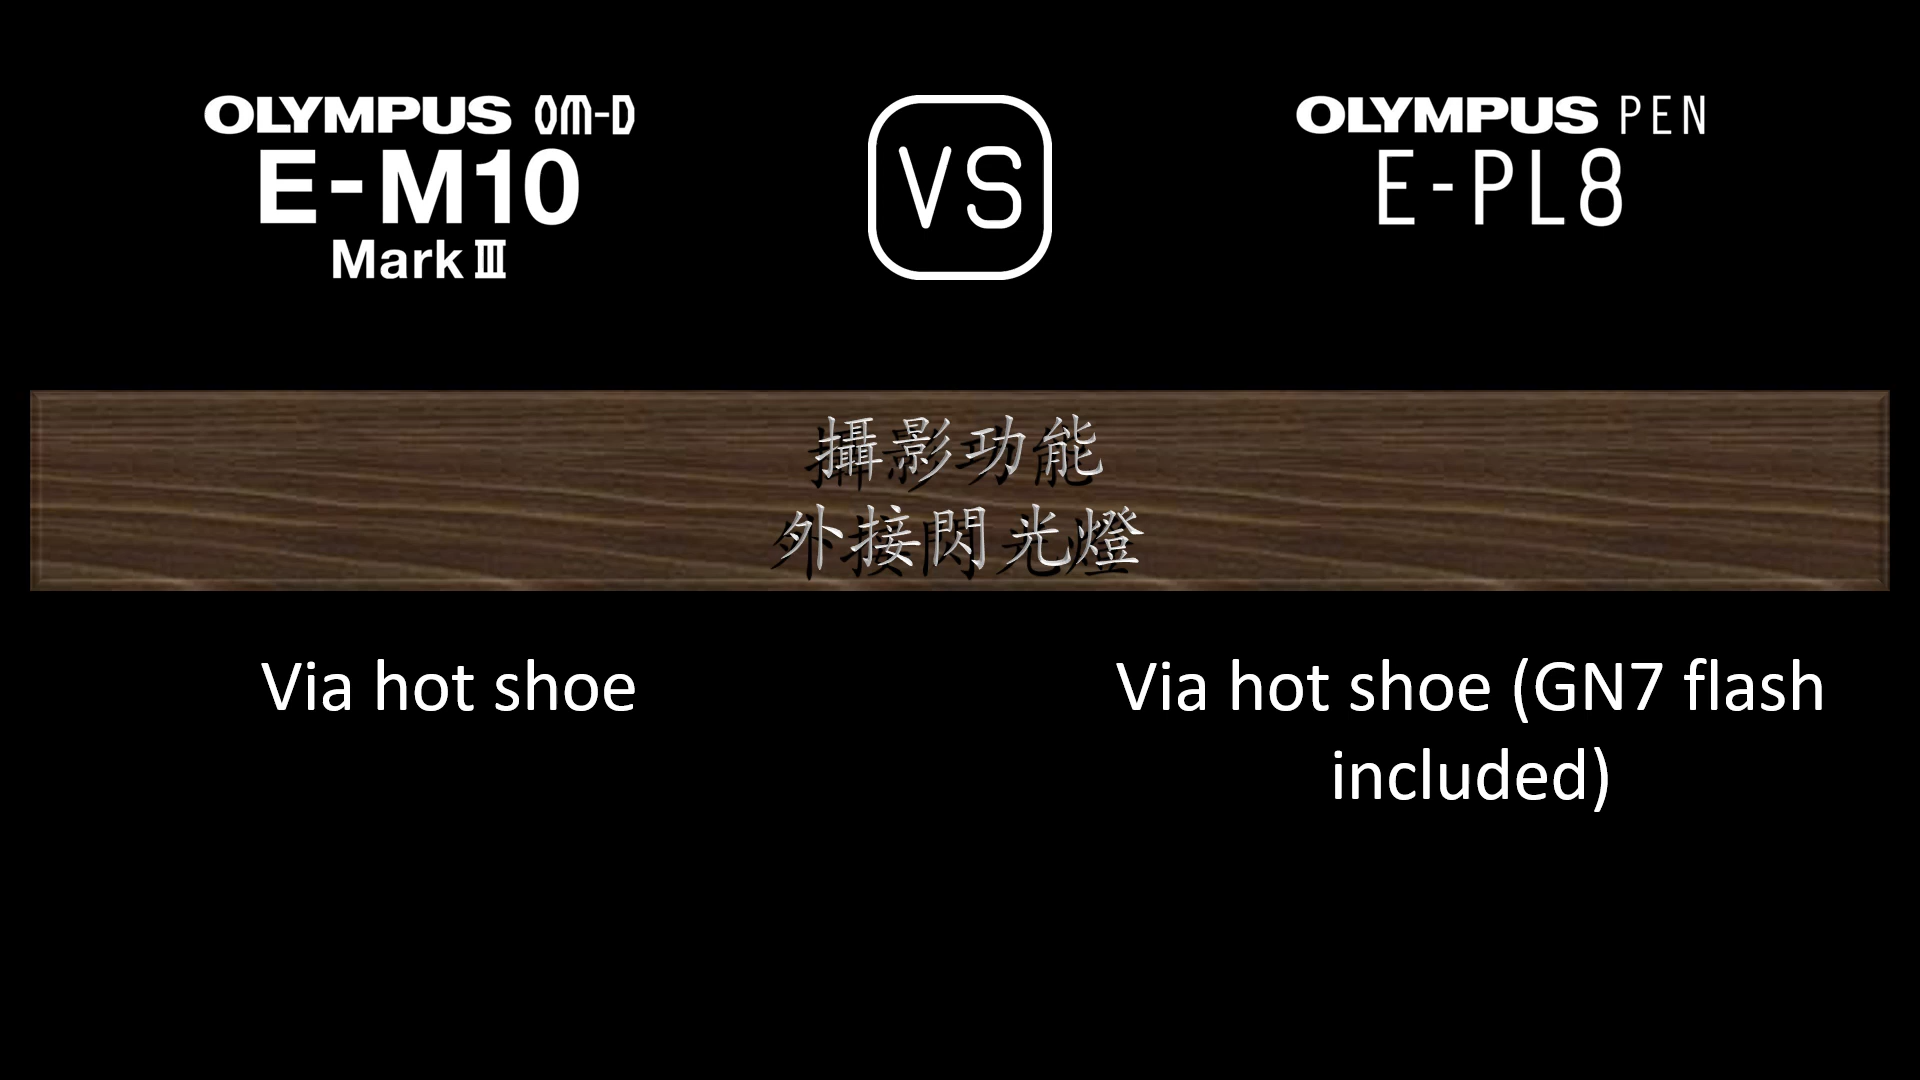 OLYMPUS OM-D
E-M10
Mark III
VS
OLYMPUS PEN
E-PL8
攝影功能
外接閃光燈
Via hot shoe
Via hot shoe (GN7 flash
included)